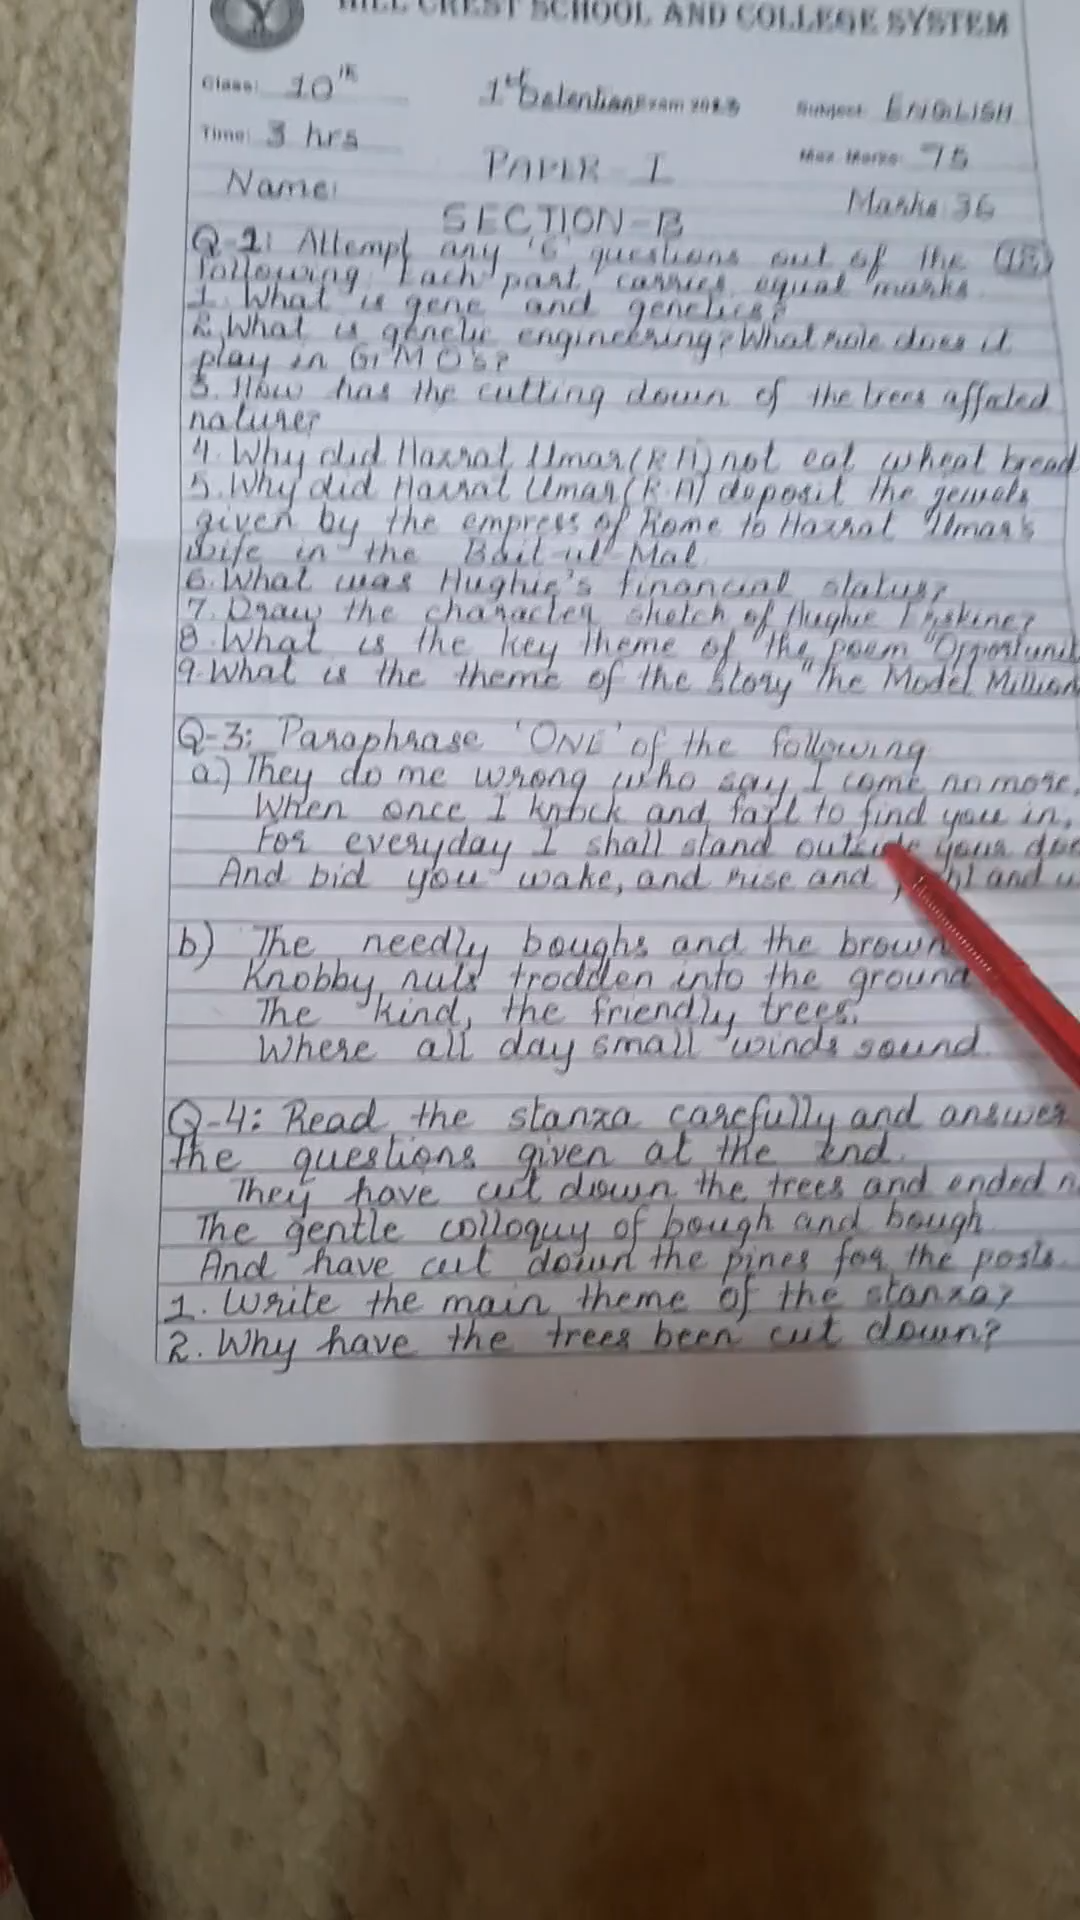 HILL CREST SCHOOL AND COLLEGE SYSTEM
Class: 10th 1st Detention Exam Subject: ENGLISH
Time: 3 hrs Max. Marks: 75
PAPER - I
Name: Marks: 36
SECTION-B
Q-2: Attempt any '6' questions out of the
following. Each part carries equal marks
1. What is gene and genetics?
2. What is genetic engineering? What role does it
play in G.M.O's?
3. How has the cutting down of the trees affected
nature?
4. Why did Hazrat Umar (R.A) not eat wheat bread
5. Why did Hazrat Umar (R.A) deposit the jewels
given by the empress of Rome to Hazrat Umar's
wife in the Bait-ul-Mal.
6. What was Hughie's financial status?
7. Draw the character sketch of Hughie Erskine?
8. What is the key theme of the poem "Opportunit
9. What is the theme of the story "The Model Million
Q-3: Paraphrase 'ONE' of the following
a.) They do me wrong who say I come no more.
When once I knock and fail to find you in,
For everyday I shall stand outside your doo
And bid you wake, and rise and and
b) The needly boughs and the brown
Knobby nuts trodden into the ground
The kind, the friendly trees.
Where all day small winds sound.
Q-4: Read the stanza carefully and answer
the questions given at the end.
They have cut down the trees and ended n
The gentle colloquy of bough and bough
And have cut down the pines for the posts.
1. Write the main theme of the stanza?
2. Why have the trees been cut down?